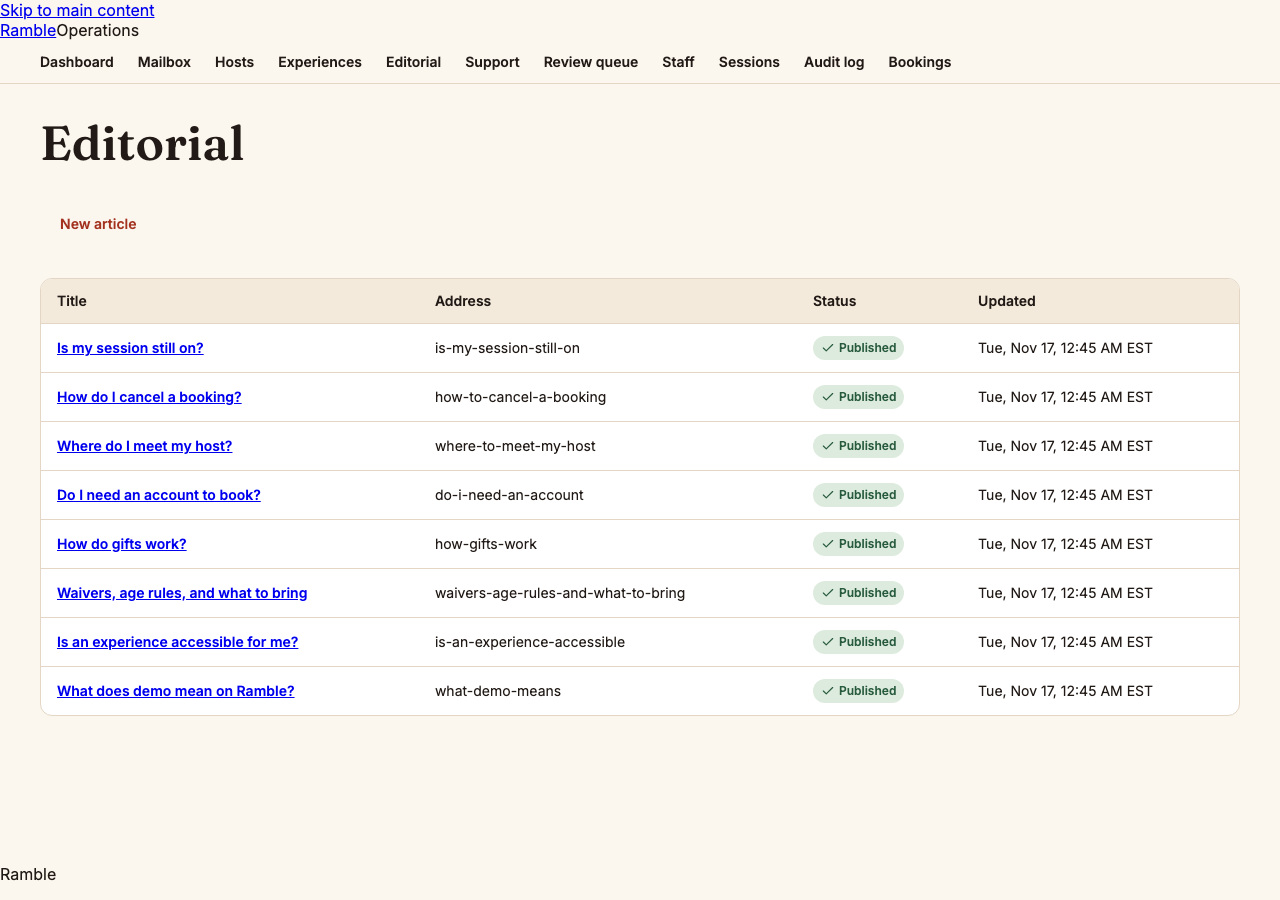 Skip to main content
RambleOperations
Dashboard Mailbox Hosts Experiences Editorial Support Review queue Staff Sessions Audit log Bookings
Editorial
New article
Title Address Status Updated
Is my session still on? is-my-session-still-on Published Tue, Nov 17, 12:45 AM EST
How do I cancel a booking? how-to-cancel-a-booking Published Tue, Nov 17, 12:45 AM EST
Where do I meet my host? where-to-meet-my-host Published Tue, Nov 17, 12:45 AM EST
Do I need an account to book? do-i-need-an-account Published Tue, Nov 17, 12:45 AM EST
How do gifts work? how-gifts-work Published Tue, Nov 17, 12:45 AM EST
Waivers, age rules, and what to bring waivers-age-rules-and-what-to-bring Published Tue, Nov 17, 12:45 AM EST
Is an experience accessible for me? is-an-experience-accessible Published Tue, Nov 17, 12:45 AM EST
What does demo mean on Ramble? what-demo-means Published Tue, Nov 17, 12:45 AM EST
Ramble